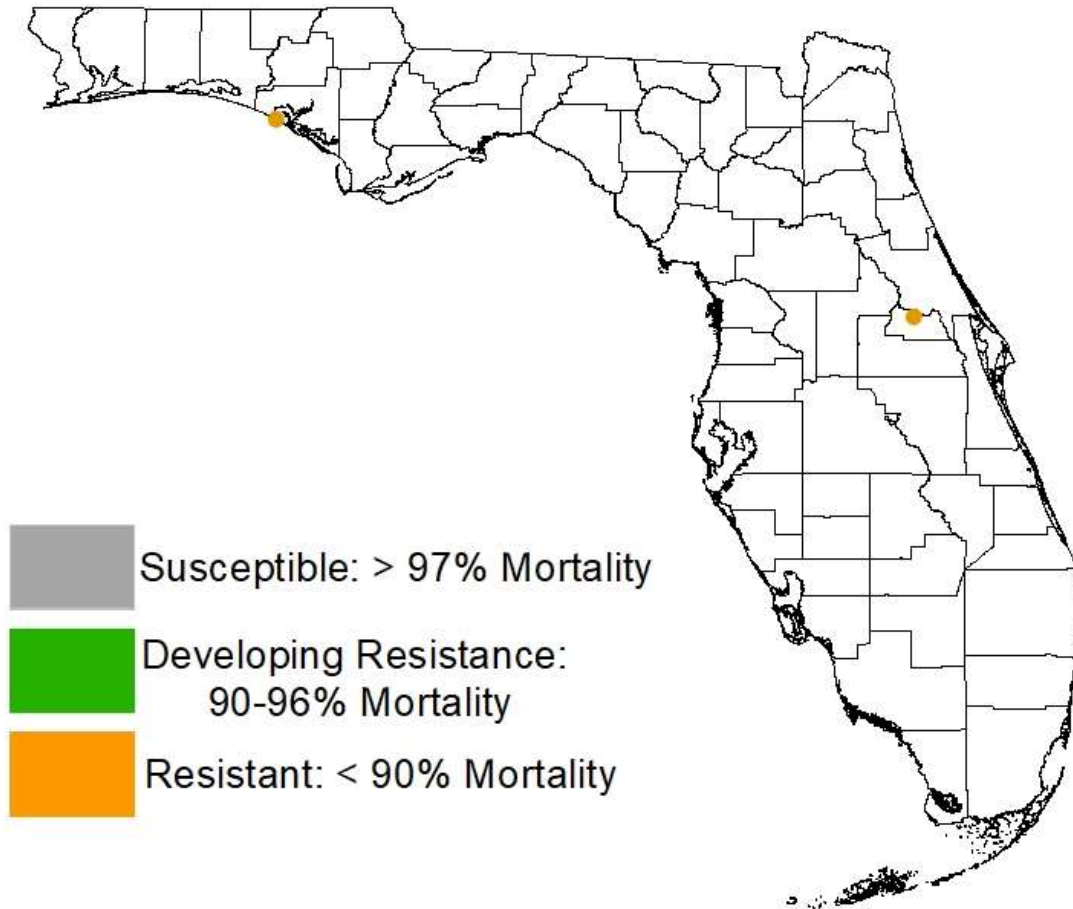 Susceptible: > 97% Mortality
Developing Resistance:
90-96% Mortality
Resistant: < 90% Mortality